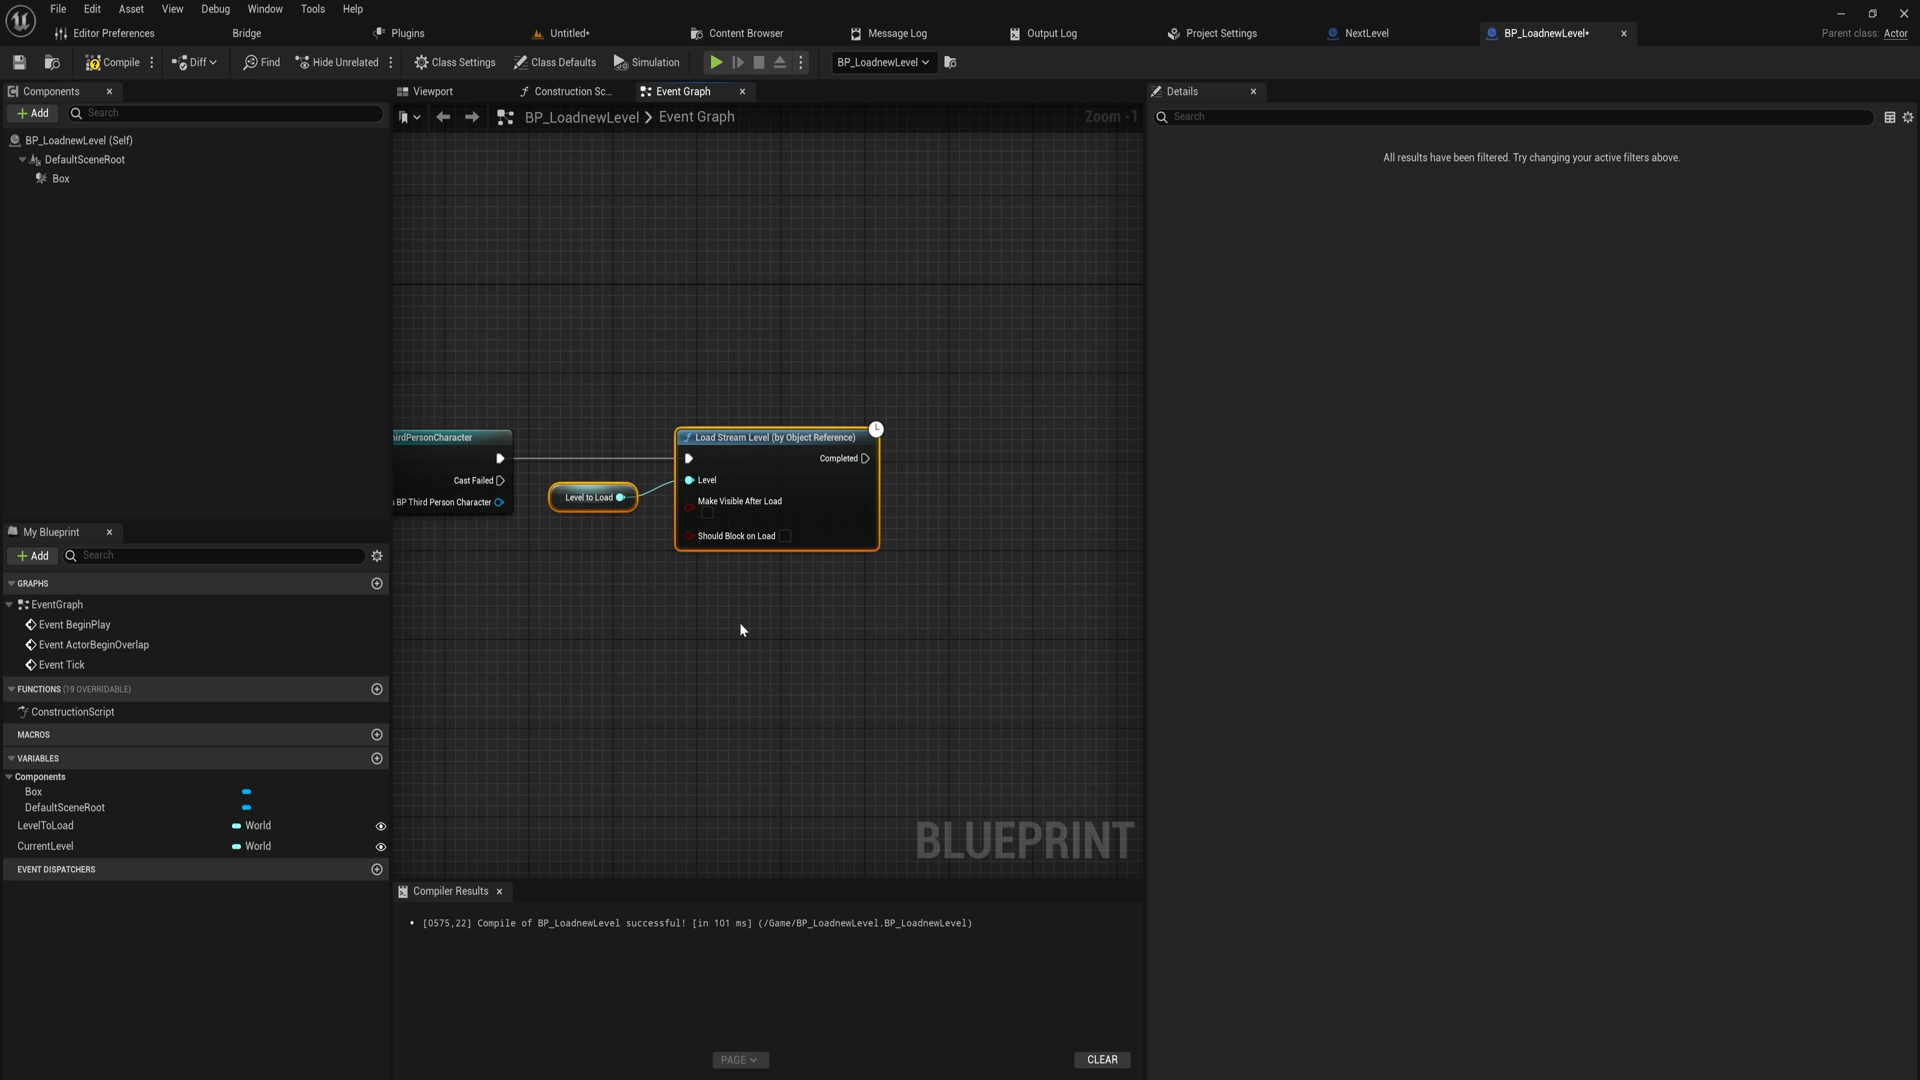 File Edit Asset View Debug Window Tools Help
Editor Preferences Bridge Plugins Untitled* Content Browser Message Log Output Log Project Settings NextLevel BP_LoadnewLevel* Parent class: Actor
Compile Diff Find Hide Unrelated Class Settings Class Defaults Simulation BP_LoadnewLevel
Components
Add Search
BP_LoadnewLevel (Self)
DefaultSceneRoot
Box
Viewport Construction Sc... Event Graph
BP_LoadnewLevel > Event Graph Zoom -1
hirdPersonCharacter
Cast Failed
s BP Third Person Character
Level to Load
Load Stream Level (by Object Reference)
Completed
Level
Make Visible After Load
Should Block on Load
BLUEPRINT
Details
Search
All results have been filtered. Try changing your active filters above.
My Blueprint
Add Search
GRAPHS
EventGraph
Event BeginPlay
Event ActorBeginOverlap
Event Tick
FUNCTIONS (19 OVERRIDABLE)
ConstructionScript
MACROS
VARIABLES
Components
Box
DefaultSceneRoot
LevelToLoad World
CurrentLevel World
EVENT DISPATCHERS
Compiler Results
[0575,22] Compile of BP_LoadnewLevel successful! [in 101 ms] (/Game/BP_LoadnewLevel.BP_LoadnewLevel)
PAGE CLEAR